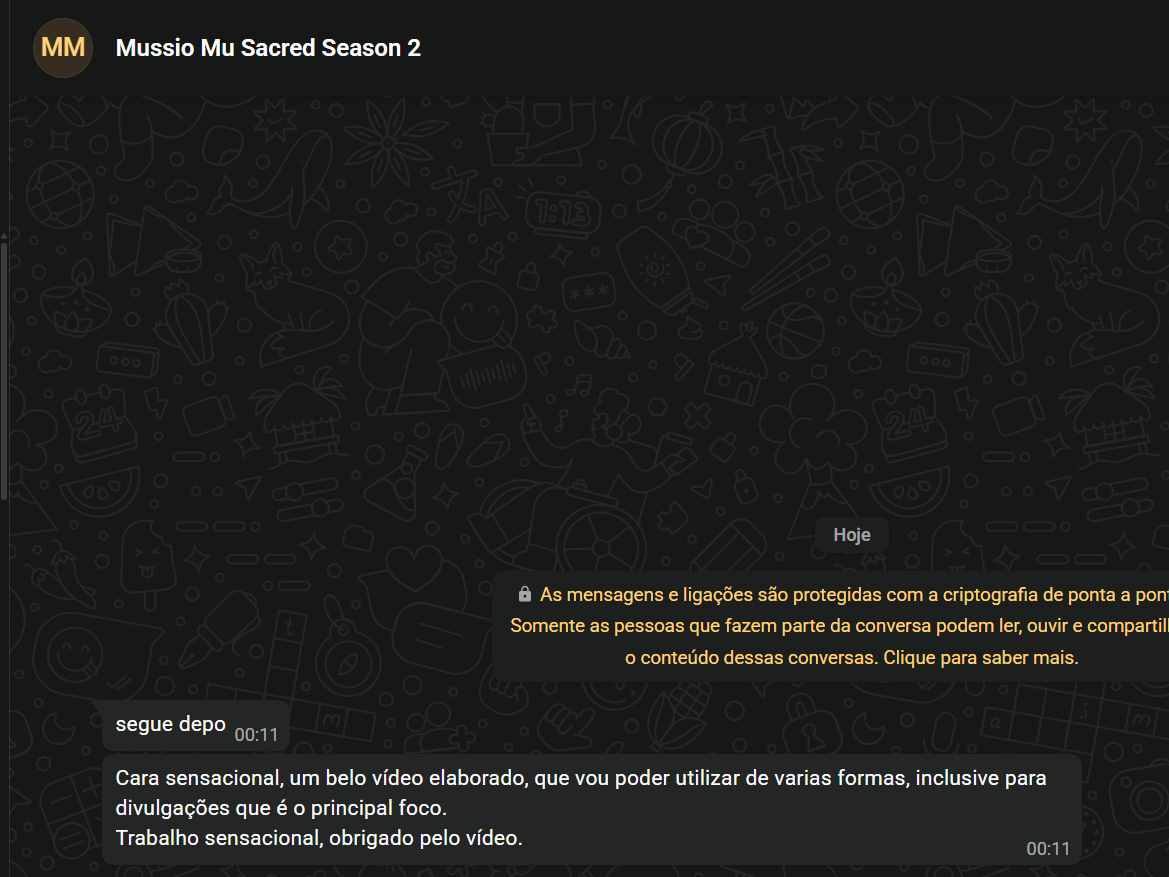 MM
Mussio Mu Sacred Season 2
Hoje
As mensagens e ligações são protegidas com a criptografia de ponta a
Somente as pessoas que fazem parte da conversa podem ler, ouvir e
o conteúdo dessas conversas. Clique para saber mais.
segue depo 00:11
Cara sensacional, um belo vídeo elaborado, que vou poder utilizar de varias formas, inclusive para
divulgações que é o principal foco.
Trabalho sensacional, obrigado pelo vídeo.
00:11